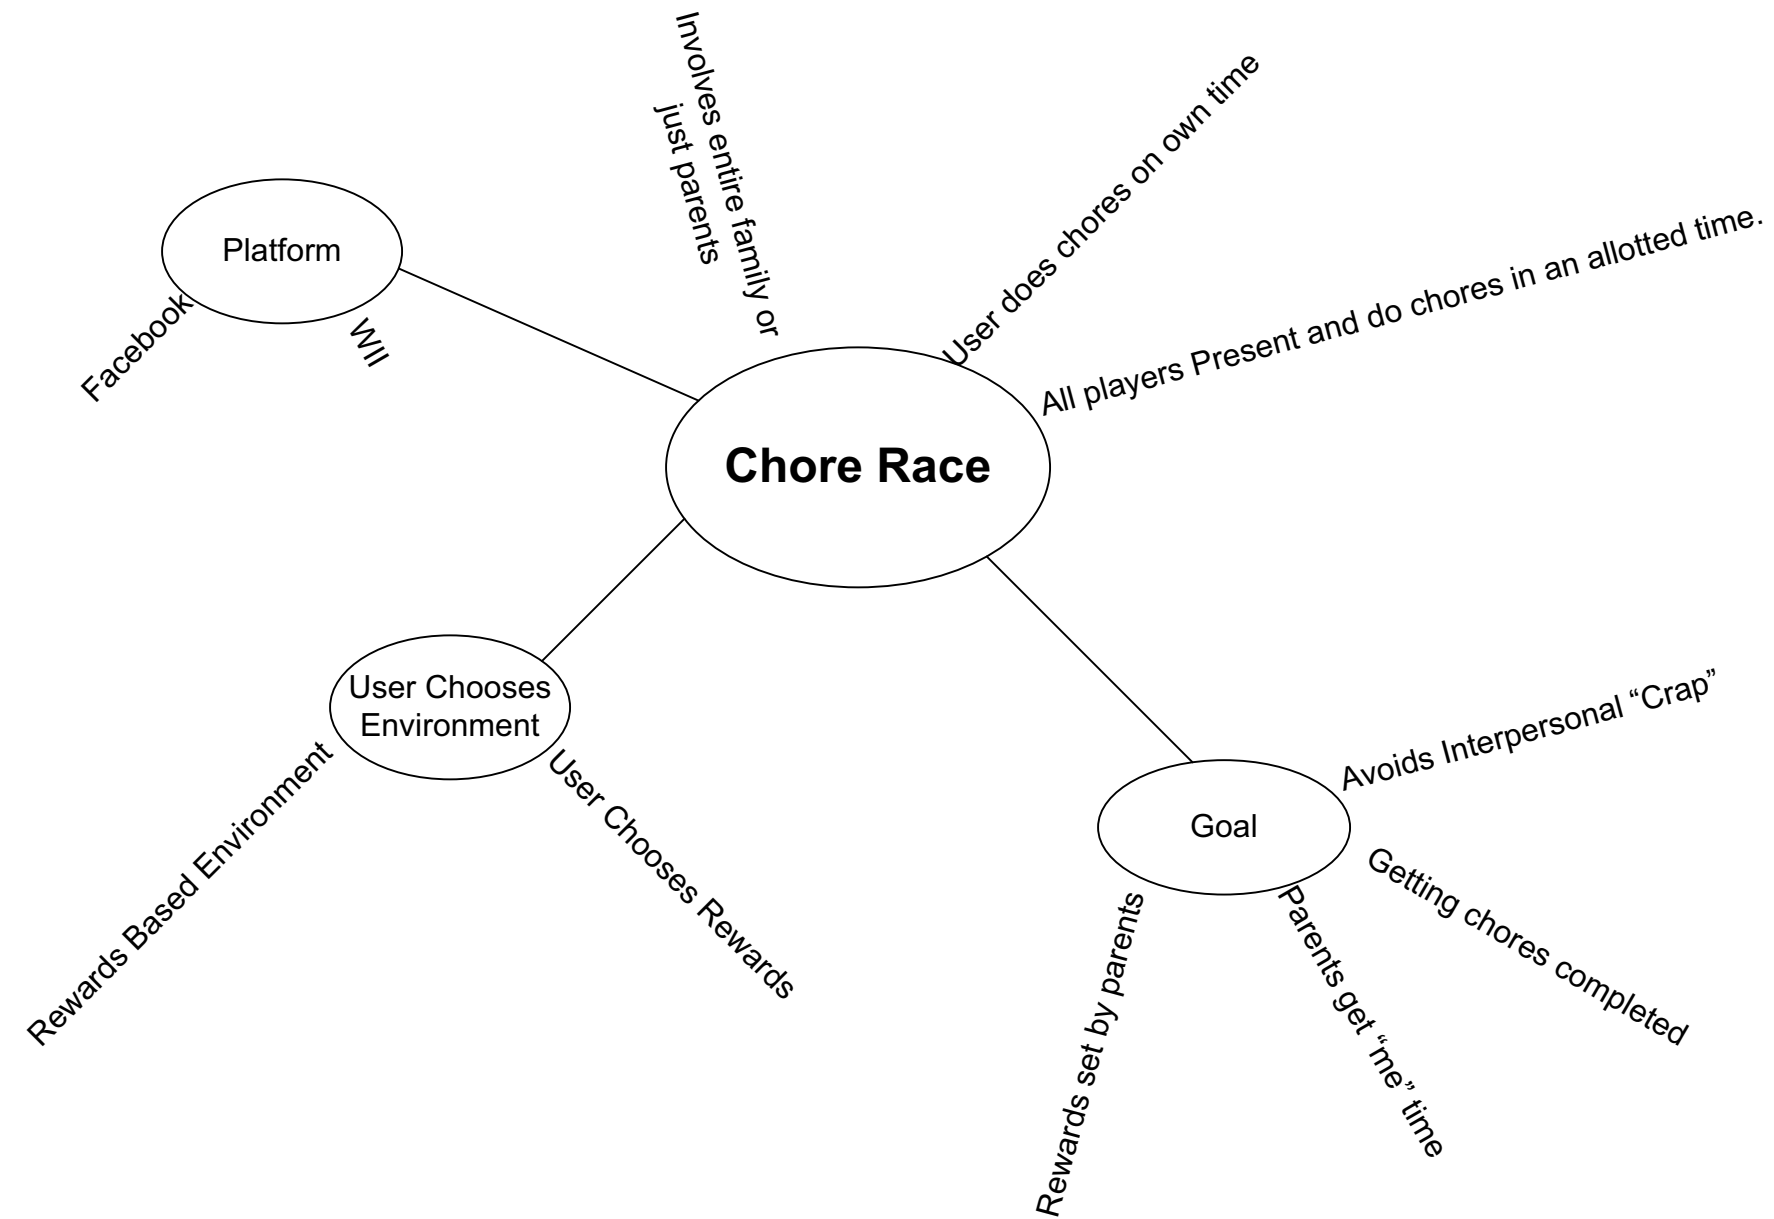 Involves entire family or
just parents
User does chores on own time
All players Present and do chores in an allotted time.
Platform
Facebook
WII
Chore Race
User Chooses
Environment
Rewards Based Environment
User Chooses Rewards
Goal
Avoids Interpersonal “Crap”
Getting chores completed
Parents get “me” time
Rewards set by parents